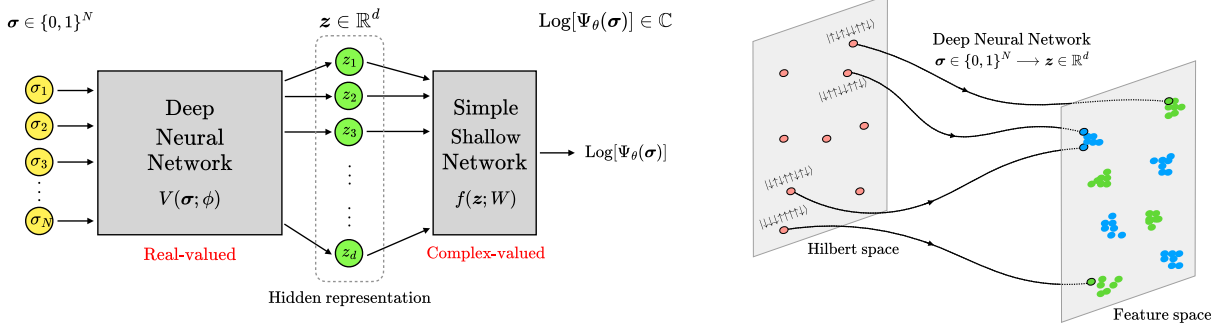 σ ∈ {0, 1}^N
z ∈ ℝ^d
Log[Ψ_θ(σ)] ∈ ℂ
σ_1
σ_2
σ_3
σ_N
Deep
Neural
Network
V(σ; ϕ)
Real-valued
z_1
z_2
z_3
z_d
Hidden representation
Simple
Shallow
Network
f(z; W)
Complex-valued
Log[Ψ_θ(σ)]
Deep Neural Network
σ ∈ {0, 1}^N ⟶ z ∈ ℝ^d
Hilbert space
Feature space